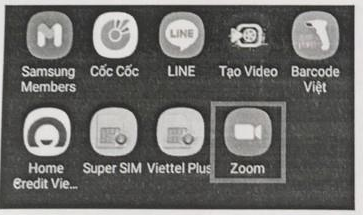 LINE
Samsung Members
Cốc Cốc
LINE
Tạo Video
Barcode Việt
Home Credit Vie...
Super SIM
Viettel Plus
Zoom